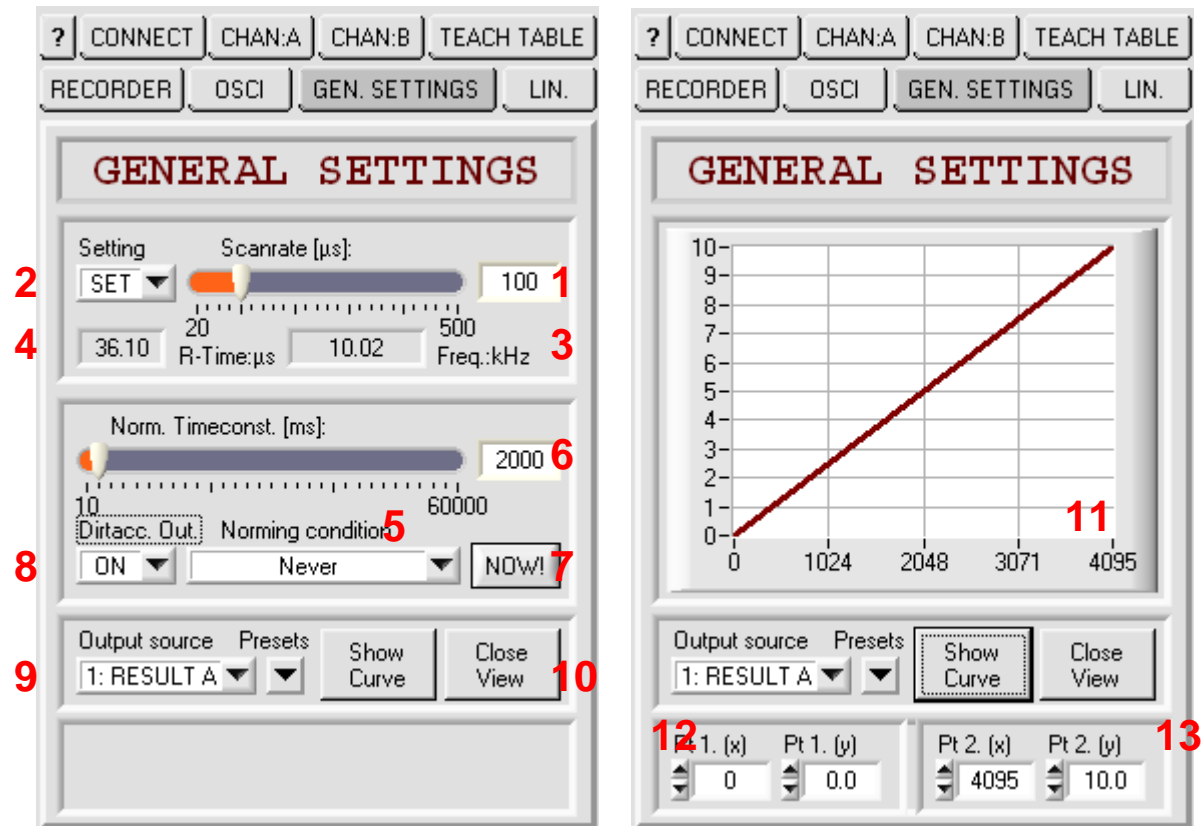 ? CONNECT CHAN:A CHAN:B TEACH TABLE
RECORDER OSCI GEN. SETTINGS LIN.
GENERAL SETTINGS
Setting Scanrate [µs]:
2 SET 100 1
20 500
4 36.10 R-Time:µs 10.02 Freq.:kHz 3
Norm. Timeconst. [ms]:
2000 6
10 60000
5
Dirtacc. Out. Norming condition
8 ON Never NOW! 7
Output source Presets
9 1: RESULT A Show Curve Close View 10
? CONNECT CHAN:A CHAN:B TEACH TABLE
RECORDER OSCI GEN. SETTINGS LIN.
GENERAL SETTINGS
10
9
8
7
6
5
4
3
2
1
0
11
0 1024 2048 3071 4095
Output source Presets
1: RESULT A Show Curve Close View
12 13
Pt 1. (x) Pt 1. (y) Pt 2. (x) Pt 2. (y)
0 0.0 4095 10.0